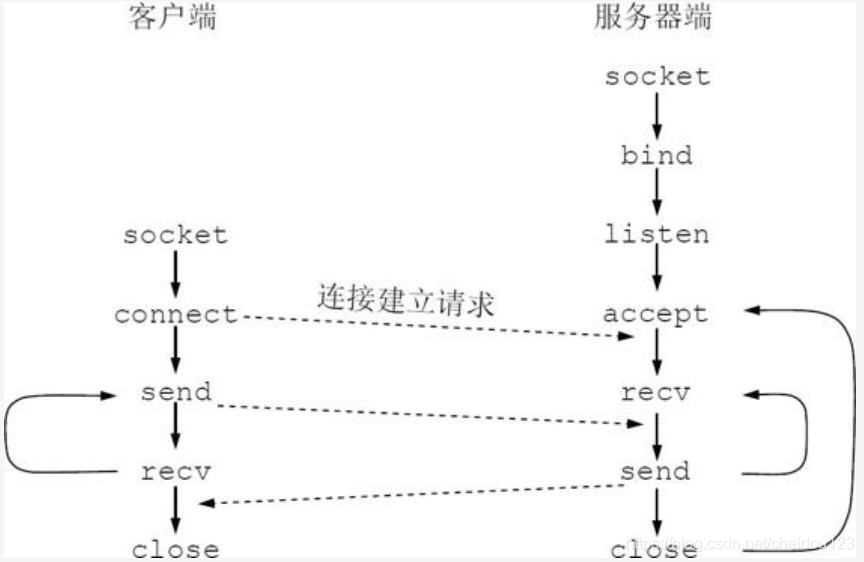 客户端
服务器端
socket
bind
socket
listen
connect
连接建立请求
accept
send
recv
recv
send
close
close
https://blog.csdn.net/cheidou123